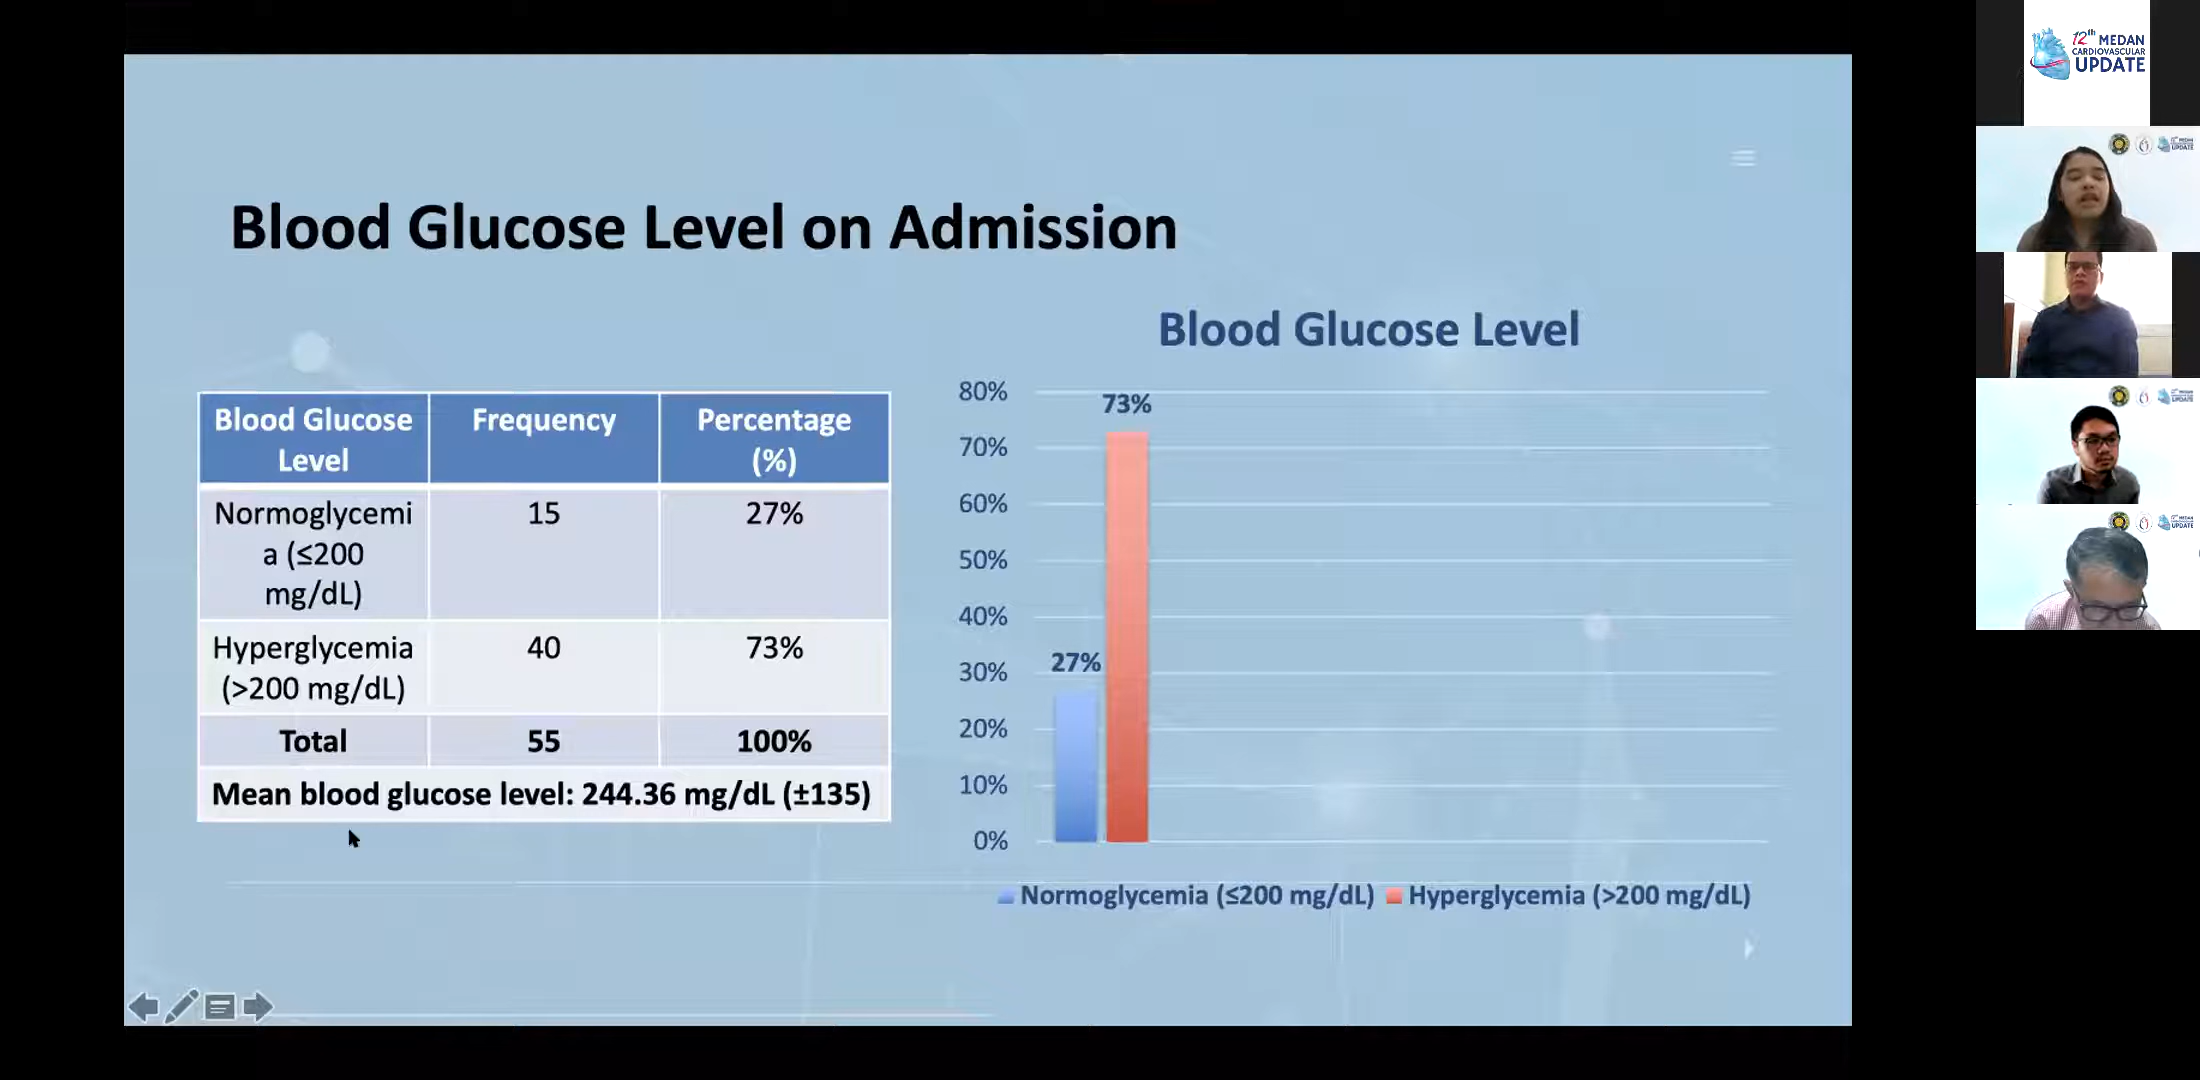 Blood Glucose Level on Admission
Blood Glucose
Level
Frequency
Percentage
(%)
Normoglycemi
a (≤200
mg/dL)
15
27%
Hyperglycemia
(>200 mg/dL)
40
73%
Total
55
100%
Mean blood glucose level: 244.36 mg/dL (±135)
Blood Glucose Level
80%
70%
60%
50%
40%
30%
20%
10%
0%
73%
27%
Normoglycemia (≤200 mg/dL)
Hyperglycemia (>200 mg/dL)
12th MEDAN
CARDIOVASCULAR
UPDATE
UPDATE
UPDATE
UPDATE